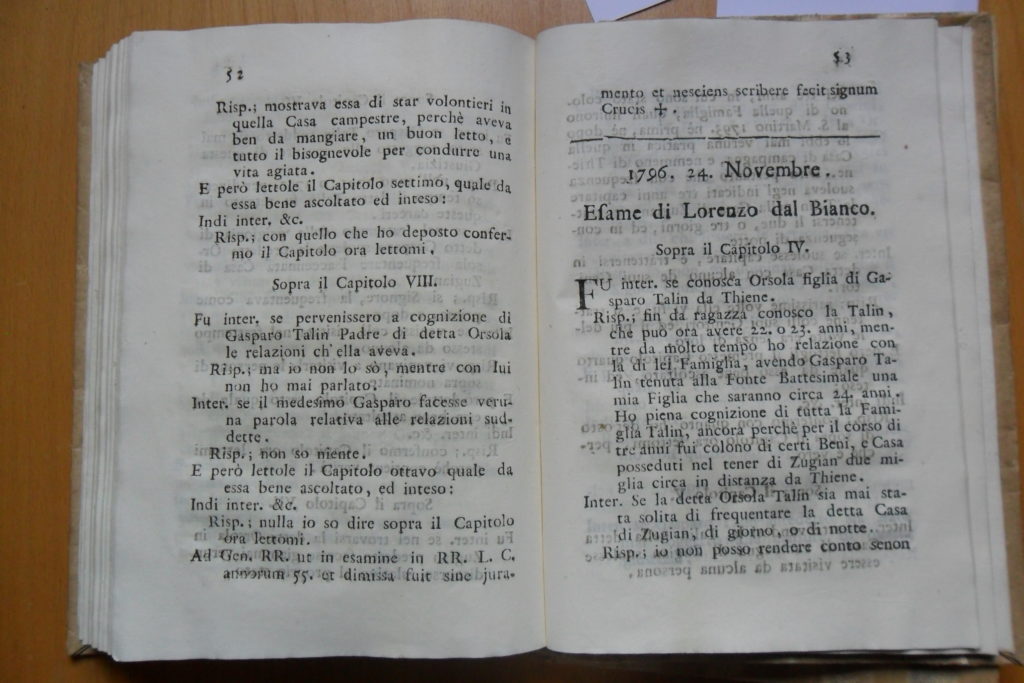 52
Risp.; mostrava essa di star volontieri in
quella Casa campestre, perchè aveva
ben da mangiare, un buon letto, e
tutto il bisognevole per condurre una
vita agiata.
E però lettole il Capitolo settimo, quale da
essa bene ascoltato ed inteso:
Indi inter. &c.
Risp.; con quello che ho deposto confer-
mo il Capitolo ora lettomi.
Sopra il Capitolo VIII.
Fu inter. se pervenissero a cognizione di
Gasparo Talin Padre di detta Orsola
le relazioni ch'ella aveva.
Risp.; ma io non lo sò, mentre con lui
non ho mai parlato.
Inter. se il medesimo Gasparo facesse veru-
na parola relativa alle relazioni sud-
dette.
Risp.; non so niente.
E però lettole il Capitolo ottavo quale da
essa bene ascoltato, ed inteso:
Indi inter. &c.
Risp.; nulla io so dire sopra il Capitolo
ora lettomi.
Ad Gen. RR. ut in esamine in RR. L. C.
annorum 55. et dimissa fuit sine jura-
53
mento et nesciens scribere fecit signum
Crucis ✠.
1796. 24. Novembre.
Esame di Lorenzo dal Bianco.
Sopra il Capitolo IV.
FU inter. se conosca Orsola figlia di Ga-
sparo Talin da Thiene.
Risp.; fin da ragazza conosco la Talin,
che può ora avere 22. o 23. anni, men-
tre da molto tempo ho relazione con
la di lei Famiglia, avendo Gasparo Ta-
lin tenuta alla Fonte Battesimale una
mia Figlia che saranno circa 24. anni.
Ho piena cognizione di tutta la Fami-
glia Talin, ancora perchè per il corso di
tre anni fui colono di certi Beni, e Casa
posseduti nel tener di Zugian due mi-
glia circa in distanza da Thiene.
Inter. Se la detta Orsola Talin sia mai sta-
ta solita di frequentare la detta Casa
di Zugian, di giorno, o di notte.
Risp.; io non posso rendere conto senon